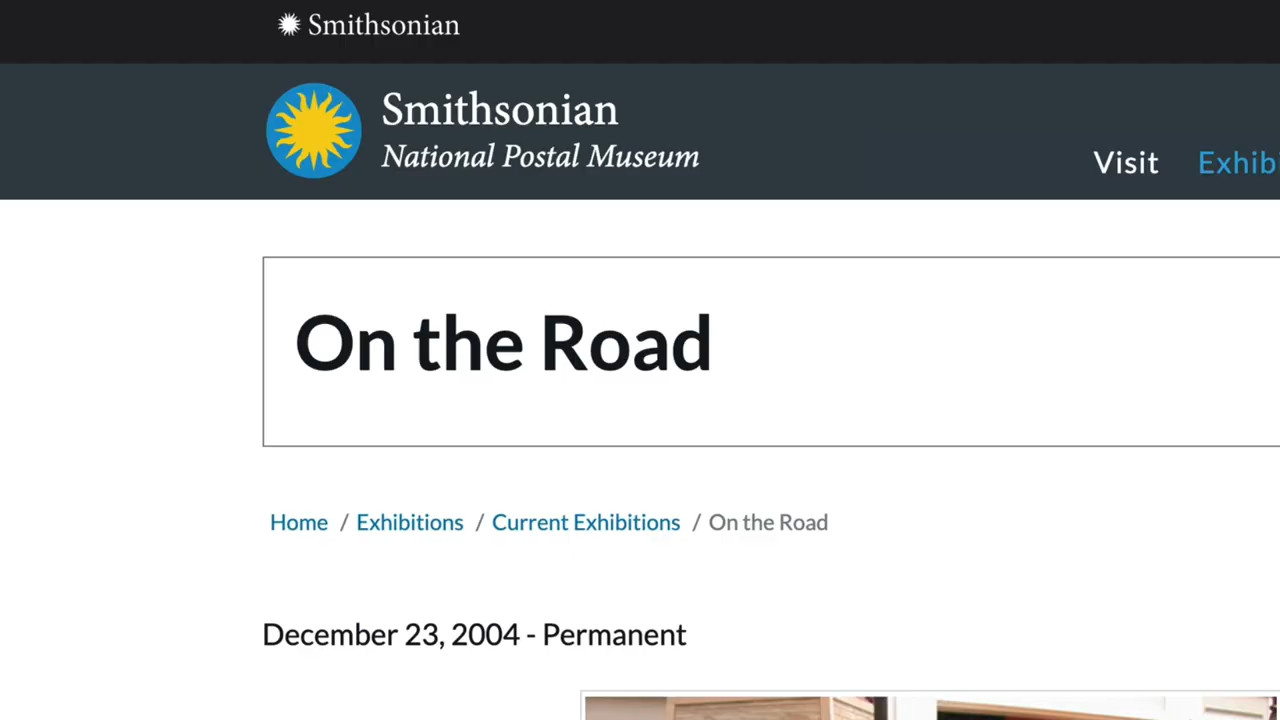 Smithsonian
Smithsonian
National Postal Museum
Visit Exhib
On the Road
Home / Exhibitions / Current Exhibitions / On the Road
December 23, 2004 - Permanent